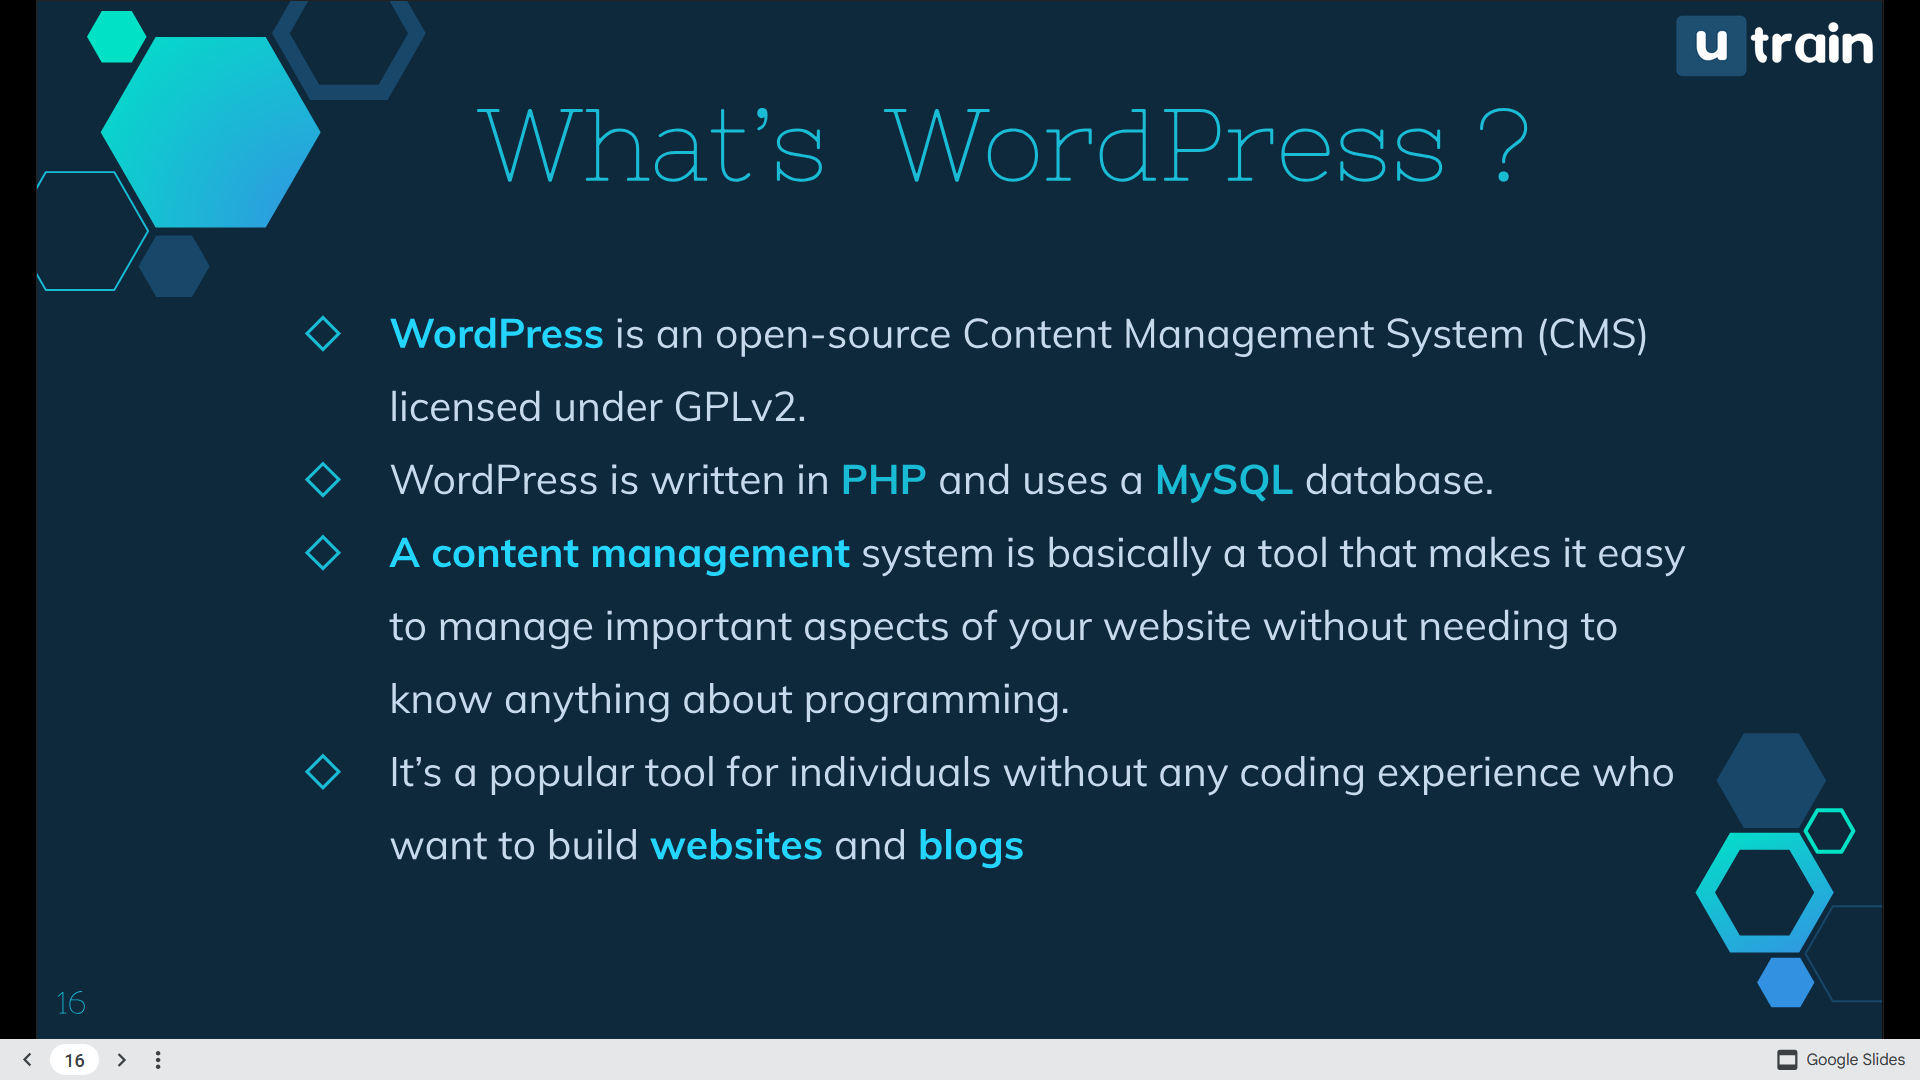 u train
What’s WordPress ?
WordPress is an open-source Content Management System (CMS)
licensed under GPLv2.
WordPress is written in PHP and uses a MySQL database.
A content management system is basically a tool that makes it easy
to manage important aspects of your website without needing to
know anything about programming.
It’s a popular tool for individuals without any coding experience who
want to build websites and blogs
16
16
Google Slides